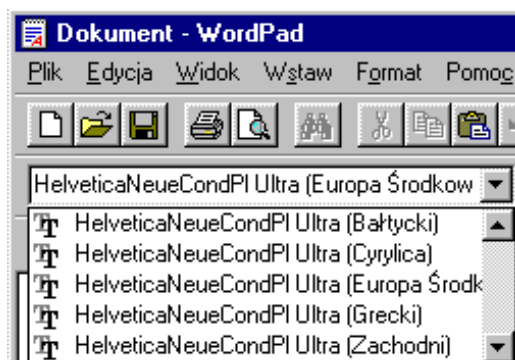 Dokument - WordPad
Plik Edycja Widok Wstaw Format Pomoc
HelveticaNeueCondPl Ultra (Europa Środkow
HelveticaNeueCondPl Ultra (Bałtycki)
HelveticaNeueCondPl Ultra (Cyrylica)
HelveticaNeueCondPl Ultra (Europa Środk
HelveticaNeueCondPl Ultra (Grecki)
HelveticaNeueCondPl Ultra (Zachodni)